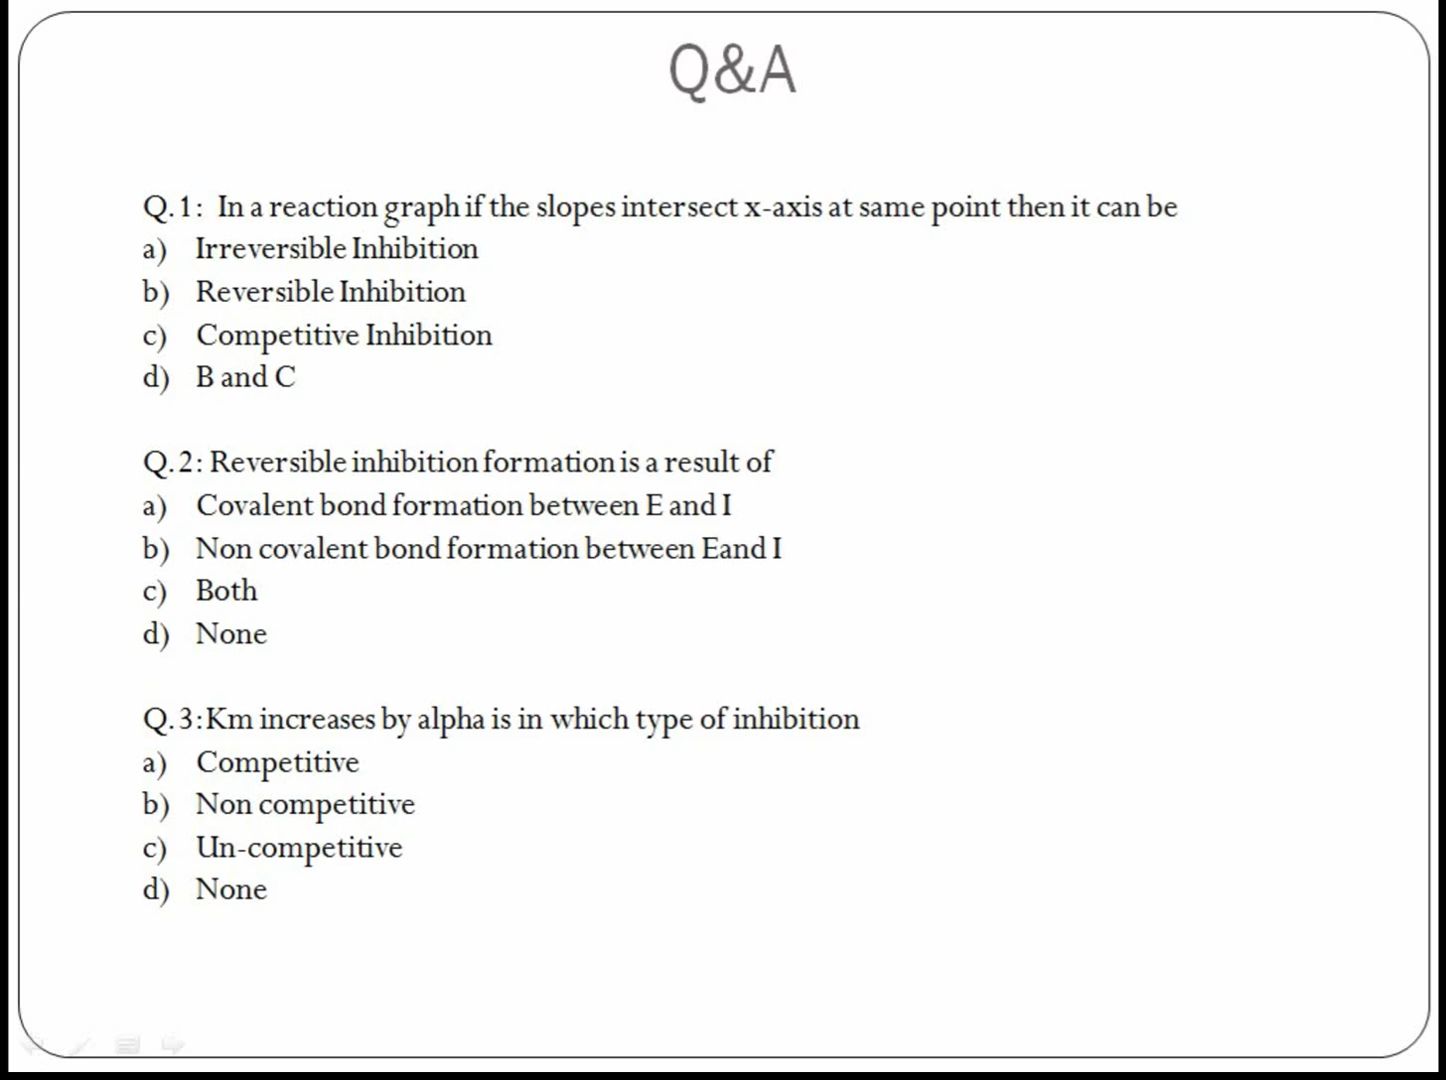 Q&A
Q.1: In a reaction graph if the slopes intersect x-axis at same point then it can be
a) Irreversible Inhibition
b) Reversible Inhibition
c) Competitive Inhibition
d) B and C
Q.2: Reversible inhibition formation is a result of
a) Covalent bond formation between E and I
b) Non covalent bond formation between Eand I
c) Both
d) None
Q.3:Km increases by alpha is in which type of inhibition
a) Competitive
b) Non competitive
c) Un-competitive
d) None